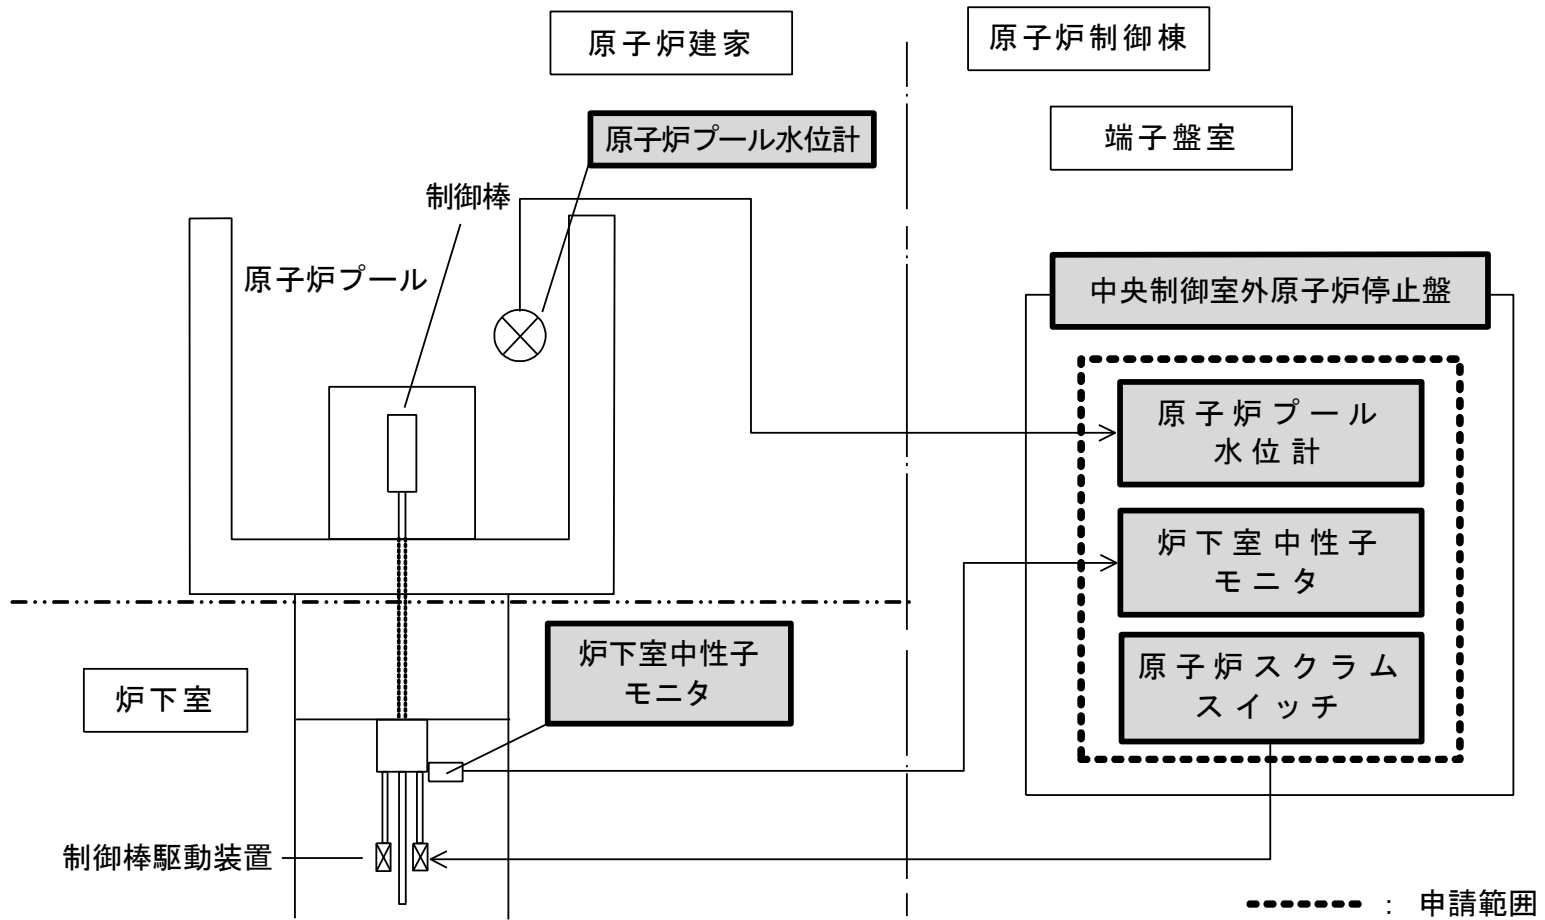 原子炉建家
原子炉制御棟
原子炉プール水位計
端子盤室
制御棒
原子炉プール
中央制御室外原子炉停止盤
原子炉プール
水位計
炉下室中性子
モニタ
原子炉スクラム
スイッチ
炉下室中性子
モニタ
炉下室
制御棒駆動装置
： 申請範囲